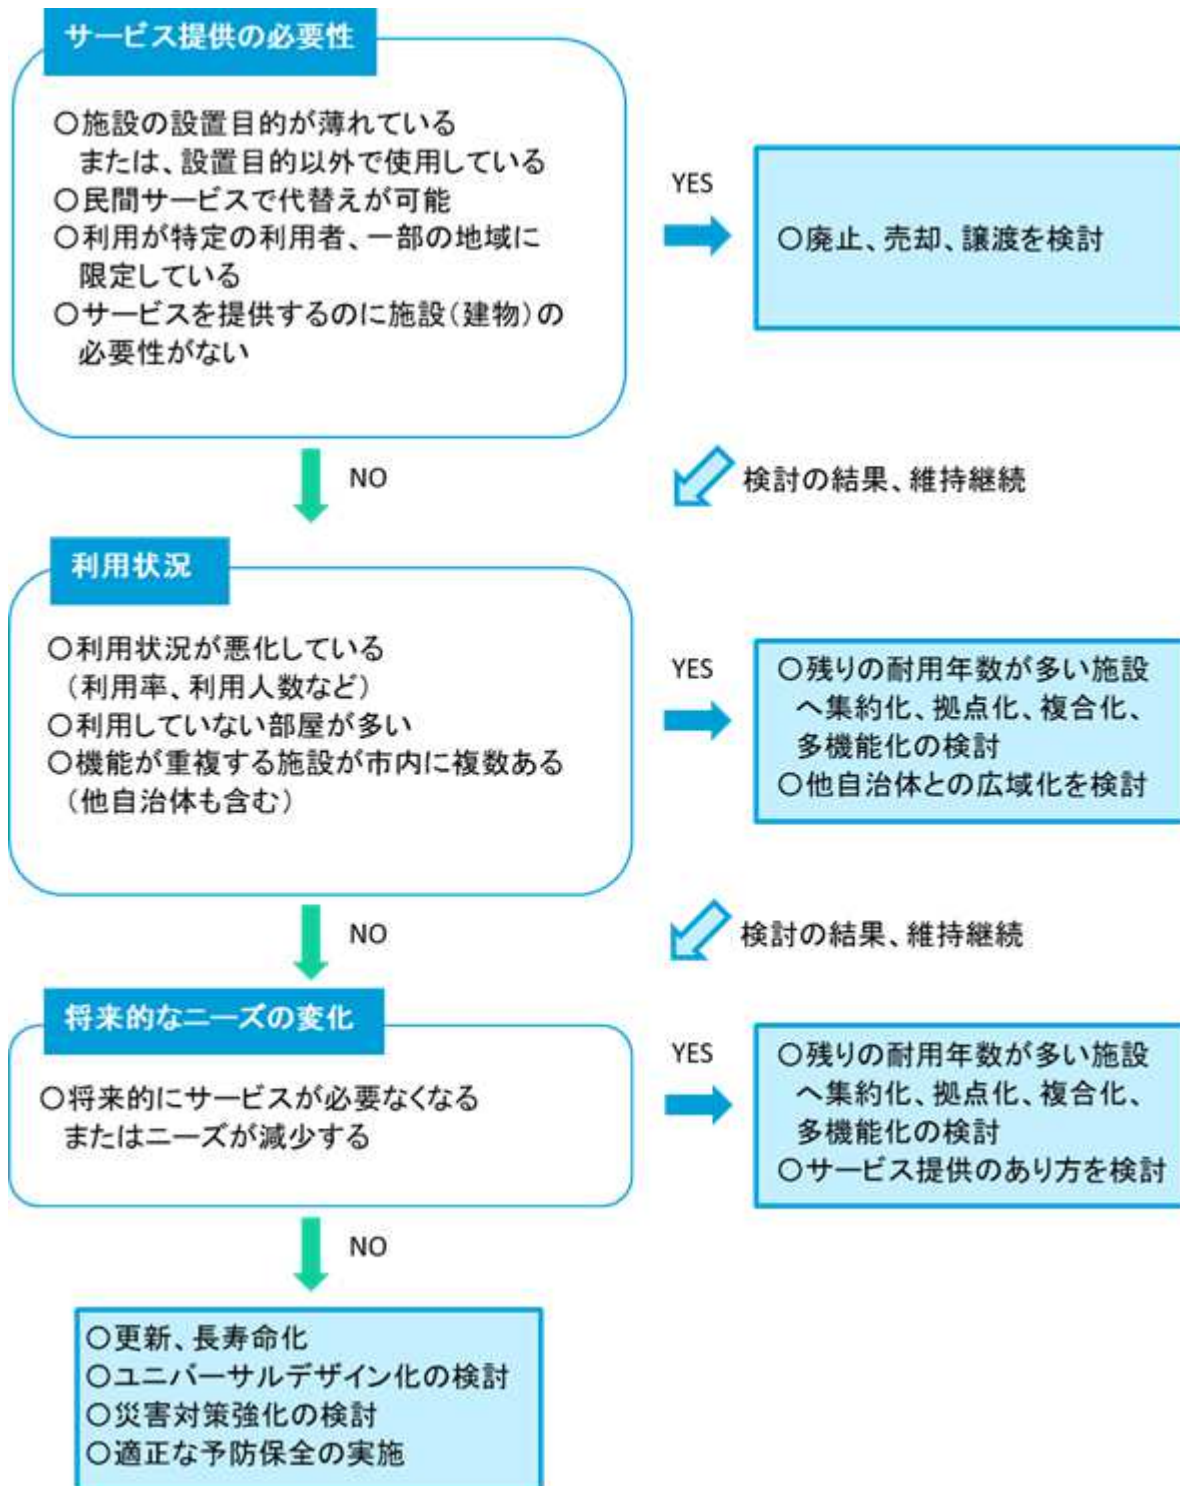 サービス提供の必要性
〇施設の設置目的が薄れている
または、設置目的以外で使用している
〇民間サービスで代替えが可能
〇利用が特定の利用者、一部の地域に
限定している
〇サービスを提供するのに施設(建物)の
必要性がない
YES
〇廃止、売却、譲渡を検討
NO
検討の結果、維持継続
利用状況
〇利用状況が悪化している
(利用率、利用人数など)
〇利用していない部屋が多い
〇機能が重複する施設が市内に複数ある
(他自治体も含む)
YES
〇残りの耐用年数が多い施設
へ集約化、拠点化、複合化、
多機能化の検討
〇他自治体との広域化を検討
NO
検討の結果、維持継続
将来的なニーズの変化
〇将来的にサービスが必要なくなる
またはニーズが減少する
YES
〇残りの耐用年数が多い施設
へ集約化、拠点化、複合化、
多機能化の検討
〇サービス提供のあり方を検討
NO
〇更新、長寿命化
〇ユニバーサルデザイン化の検討
〇災害対策強化の検討
〇適正な予防保全の実施